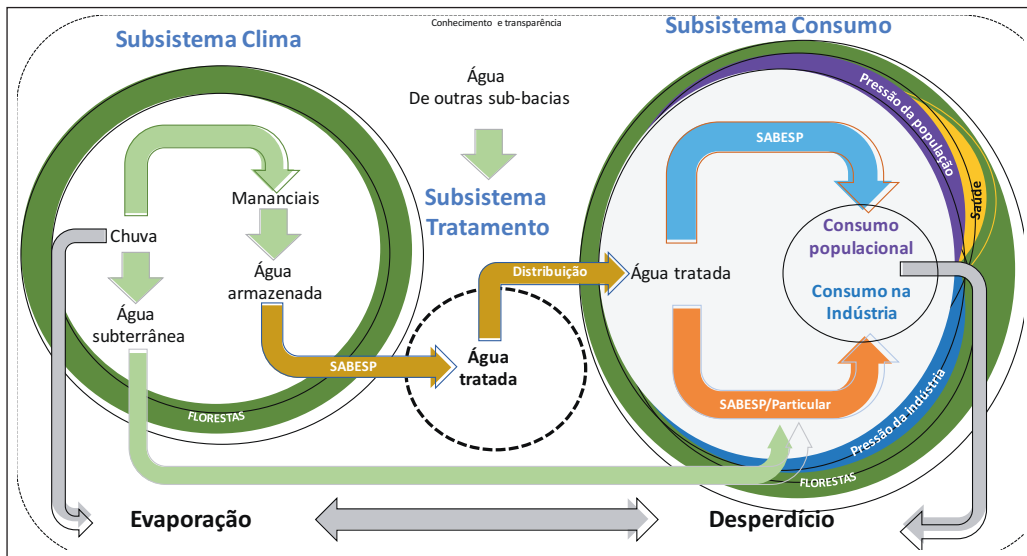 Conhecimento e transparência
Subsistema Clima
Subsistema Consumo
Água
De outras sub-bacias
Subsistema
Tratamento
Mananciais
Chuva
Água
armazenada
Água
subterrânea
SABESP
FLORESTAS
Água
tratada
Distribuição
Água tratada
SABESP
Pressão da população
Saúde
Consumo
populacional
Consumo na
Indústria
SABESP/Particular
Pressão da indústria
FLORESTAS
Evaporação
Desperdício